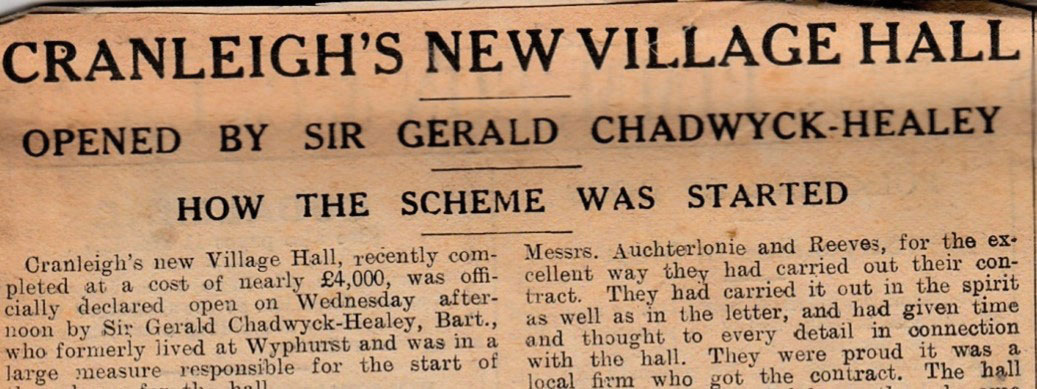 CRANLEIGH'S NEW VILLAGE HALL
OPENED BY SIR GERALD CHADWYCK-HEALEY
HOW THE SCHEME WAS STARTED
Cranleigh's new Village Hall, recently com-
pleted at a cost of nearly £4,000, was offi-
cially declared open on Wednesday after-
noon by Sir Gerald Chadwyck-Healey, Bart.,
who formerly lived at Wyphurst and was in a
large measure responsible for the start of
for the hall
Messrs. Auchterlonie and Reeves, for the ex-
cellent way they had carried out their con-
tract. They had carried it out in the spirit
as well as in the letter, and had given time
and thought to every detail in connection
with the hall. They were proud it was a
local firm who got the contract. The hall